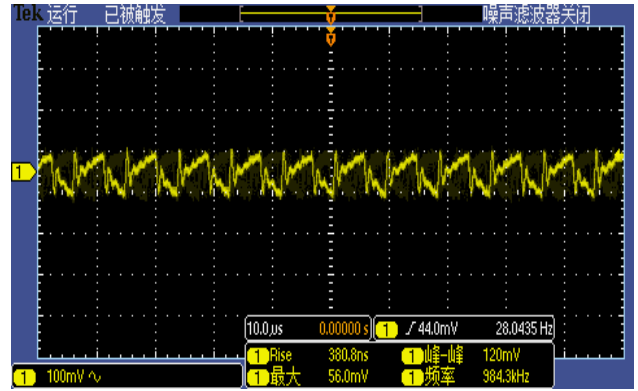 Tek 运行 已被触发 噪声滤波器关闭
T
T
1
10.0µs 0.00000 s 1 44.0mV 28.0435 Hz
1 Rise 380.8ns 1 峰-峰 120mV
1 100mV 1 最大 56.0mV 1 频率 984.3kHz